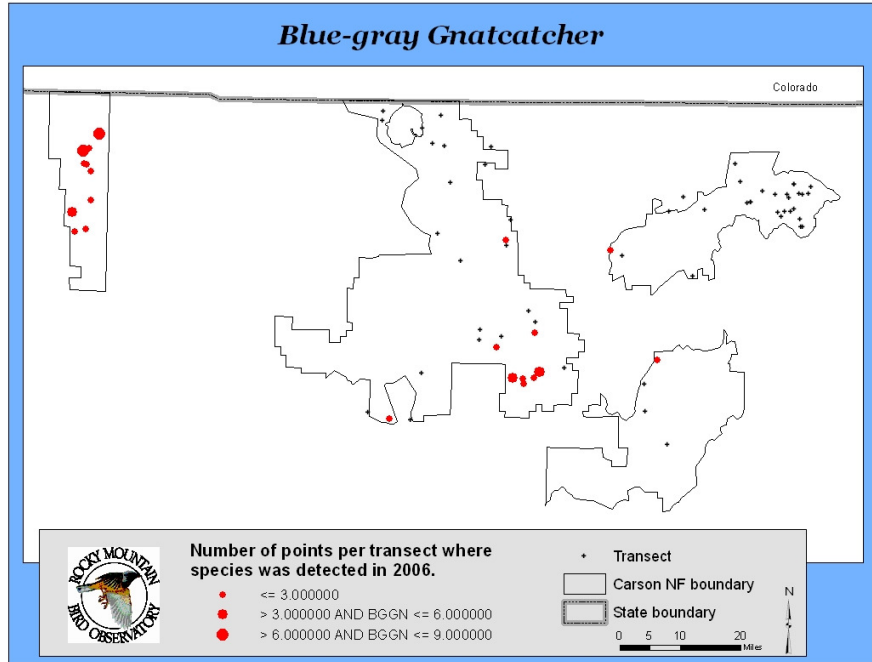 Blue-gray Gnatcatcher
Colorado
ROCKY MOUNTAIN
BIRD OBSERVATORY
Number of points per transect where
species was detected in 2006.
<= 3.000000
> 3.000000 AND BGGN <= 6.000000
> 6.000000 AND BGGN <= 9.000000
Transect
Carson NF boundary
State boundary
N
0 5 10 20
Miles